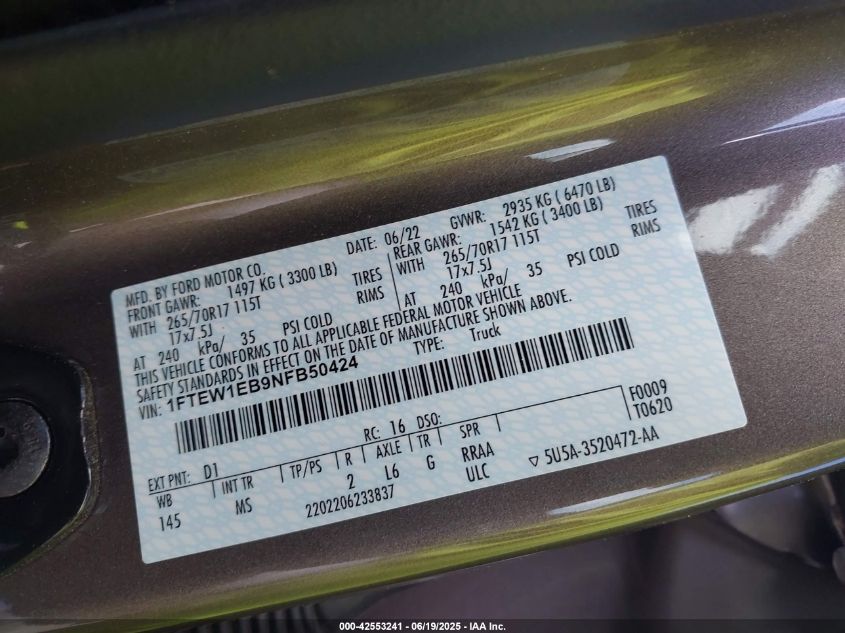 MFD. BY FORD MOTOR CO.
DATE: 06/22 GVWR: 2935 KG ( 6470 LB)
FRONT GAWR: 1497 KG ( 3300 LB)
WITH 265/70R17 115T TIRES
17x7.5J RIMS
AT 240 kPa/ 35 PSI COLD
REAR GAWR: 1542 KG ( 3400 LB)
WITH 265/70R17 115T TIRES
17x7.5J RIMS
AT 240 kPa/ 35 PSI COLD
THIS VEHICLE CONFORMS TO ALL APPLICABLE FEDERAL MOTOR VEHICLE
SAFETY STANDARDS IN EFFECT ON THE DATE OF MANUFACTURE SHOWN ABOVE.
VIN: 1FTEW1EB9NFB50424 TYPE: Truck
F0009
T0620
EXT PNT: D1 RC: 16 DSO:
WB INT TR TP/PS R AXLE TR SPR
145 MS 2 L6 G RRAA
ULC
2202206233837
▽ 5U5A-3520472-AA
000-42553241 - 06/19/2025 - IAA Inc.